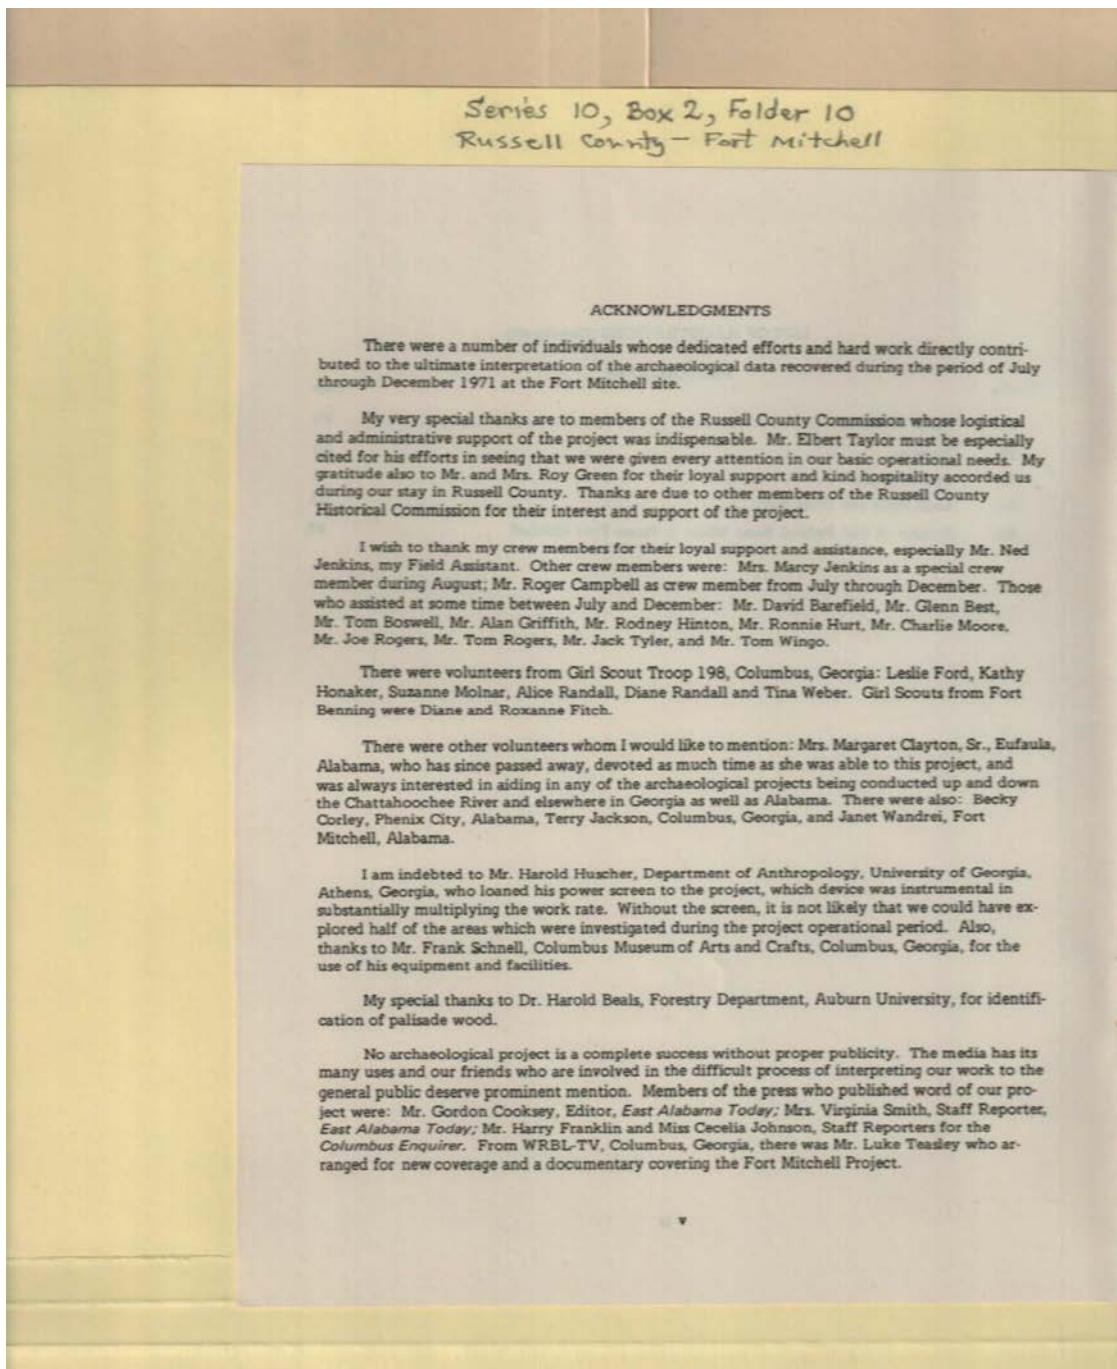 Series 10, Box 2, Folder 10
Russell County - Fort Mitchell
ACKNOWLEDGMENTS
There were a number of individuals whose dedicated efforts and hard work directly contri-
buted to the ultimate interpretation of the archaeological data recovered during the period of July
through December 1971 at the Fort Mitchell site.
My very special thanks are to members of the Russell County Commission whose logistical
and administrative support of the project was indispensable. Mr. Elbert Taylor must be especially
cited for his efforts in seeing that we were given every attention in our basic operational needs. My
gratitude also to Mr. and Mrs. Roy Green for their loyal support and kind hospitality accorded us
during our stay in Russell County. Thanks are due to other members of the Russell County
Historical Commission for their interest and support of the project.
I wish to thank my crew members for their loyal support and assistance, especially Mr. Ned
Jenkins, my Field Assistant. Other crew members were: Mrs. Marcy Jenkins as a special crew
member during August; Mr. Roger Campbell as crew member from July through December. Those
who assisted at some time between July and December: Mr. David Barefield, Mr. Glenn Best,
Mr. Tom Boswell, Mr. Alan Griffith, Mr. Rodney Hinton, Mr. Ronnie Hurt, Mr. Charlie Moore,
Mr. Joe Rogers, Mr. Tom Rogers, Mr. Jack Tyler, and Mr. Tom Wingo.
There were volunteers from Girl Scout Troop 198, Columbus, Georgia: Leslie Ford, Kathy
Honaker, Suzanne Molnar, Alice Randall, Diane Randall and Tina Weber. Girl Scouts from Fort
Benning were Diane and Roxanne Fitch.
There were other volunteers whom I would like to mention: Mrs. Margaret Clayton, Sr., Eufaula,
Alabama, who has since passed away, devoted as much time as she was able to this project, and
was always interested in aiding in any of the archaeological projects being conducted up and down
the Chattahoochee River and elsewhere in Georgia as well as Alabama. There were also: Becky
Corley, Phenix City, Alabama, Terry Jackson, Columbus, Georgia, and Janet Wandrei, Fort
Mitchell, Alabama.
I am indebted to Mr. Harold Huscher, Department of Anthropology, University of Georgia,
Athens, Georgia, who loaned his power screen to the project, which device was instrumental in
substantially multiplying the work rate. Without the screen, it is not likely that we could have ex-
plored half of the areas which were investigated during the project operational period. Also,
thanks to Mr. Frank Schnell, Columbus Museum of Arts and Crafts, Columbus, Georgia, for the
use of his equipment and facilities.
My special thanks to Dr. Harold Beals, Forestry Department, Auburn University, for identifi-
cation of palisade wood.
No archaeological project is a complete success without proper publicity. The media has its
many uses and our friends who are involved in the difficult process of interpreting our work to the
general public deserve prominent mention. Members of the press who published word of our pro-
ject were: Mr. Gordon Cooksey, Editor, East Alabama Today; Mrs. Virginia Smith, Staff Reporter,
East Alabama Today; Mr. Harry Franklin and Miss Cecelia Johnson, Staff Reporters for the
Columbus Enquirer. From WRBL-TV, Columbus, Georgia, there was Mr. Luke Teasley who ar-
ranged for new coverage and a documentary covering the Fort Mitchell Project.
v